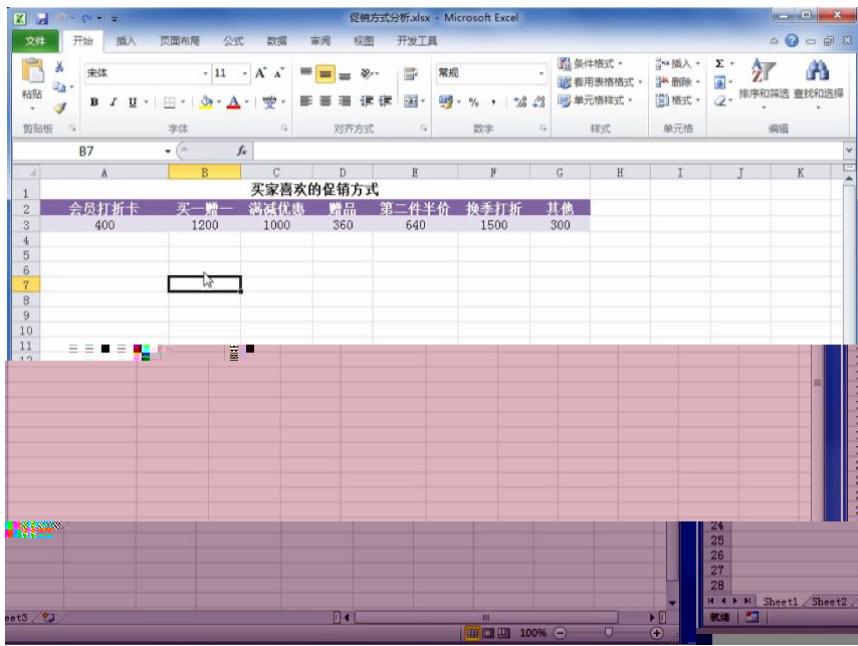 促销方式分析.xlsx - Microsoft Excel
文件 开始 插入 页面布局 公式 数据 审阅 视图 开发工具
宋体 11 A A 常规 条件格式 插入 Σ
粘贴 套用表格格式 删除
B I U A 变 % , 单元格样式 格式 排序和筛选 查找和选择
剪贴板 字体 对齐方式 数字 样式 单元格 编辑
B7 fx
A B C D E F G H I J K
1 买家喜欢的促销方式
2 会员打折卡 买一赠一 满减优惠 赠品 第二件半价 换季打折 其他
3 400 1200 1000 360 640 1500 300
4
5
6
7
8
9
10
11
12
24
25
26
27
28
Sheet1 Sheet2
eet3
就绪
100%